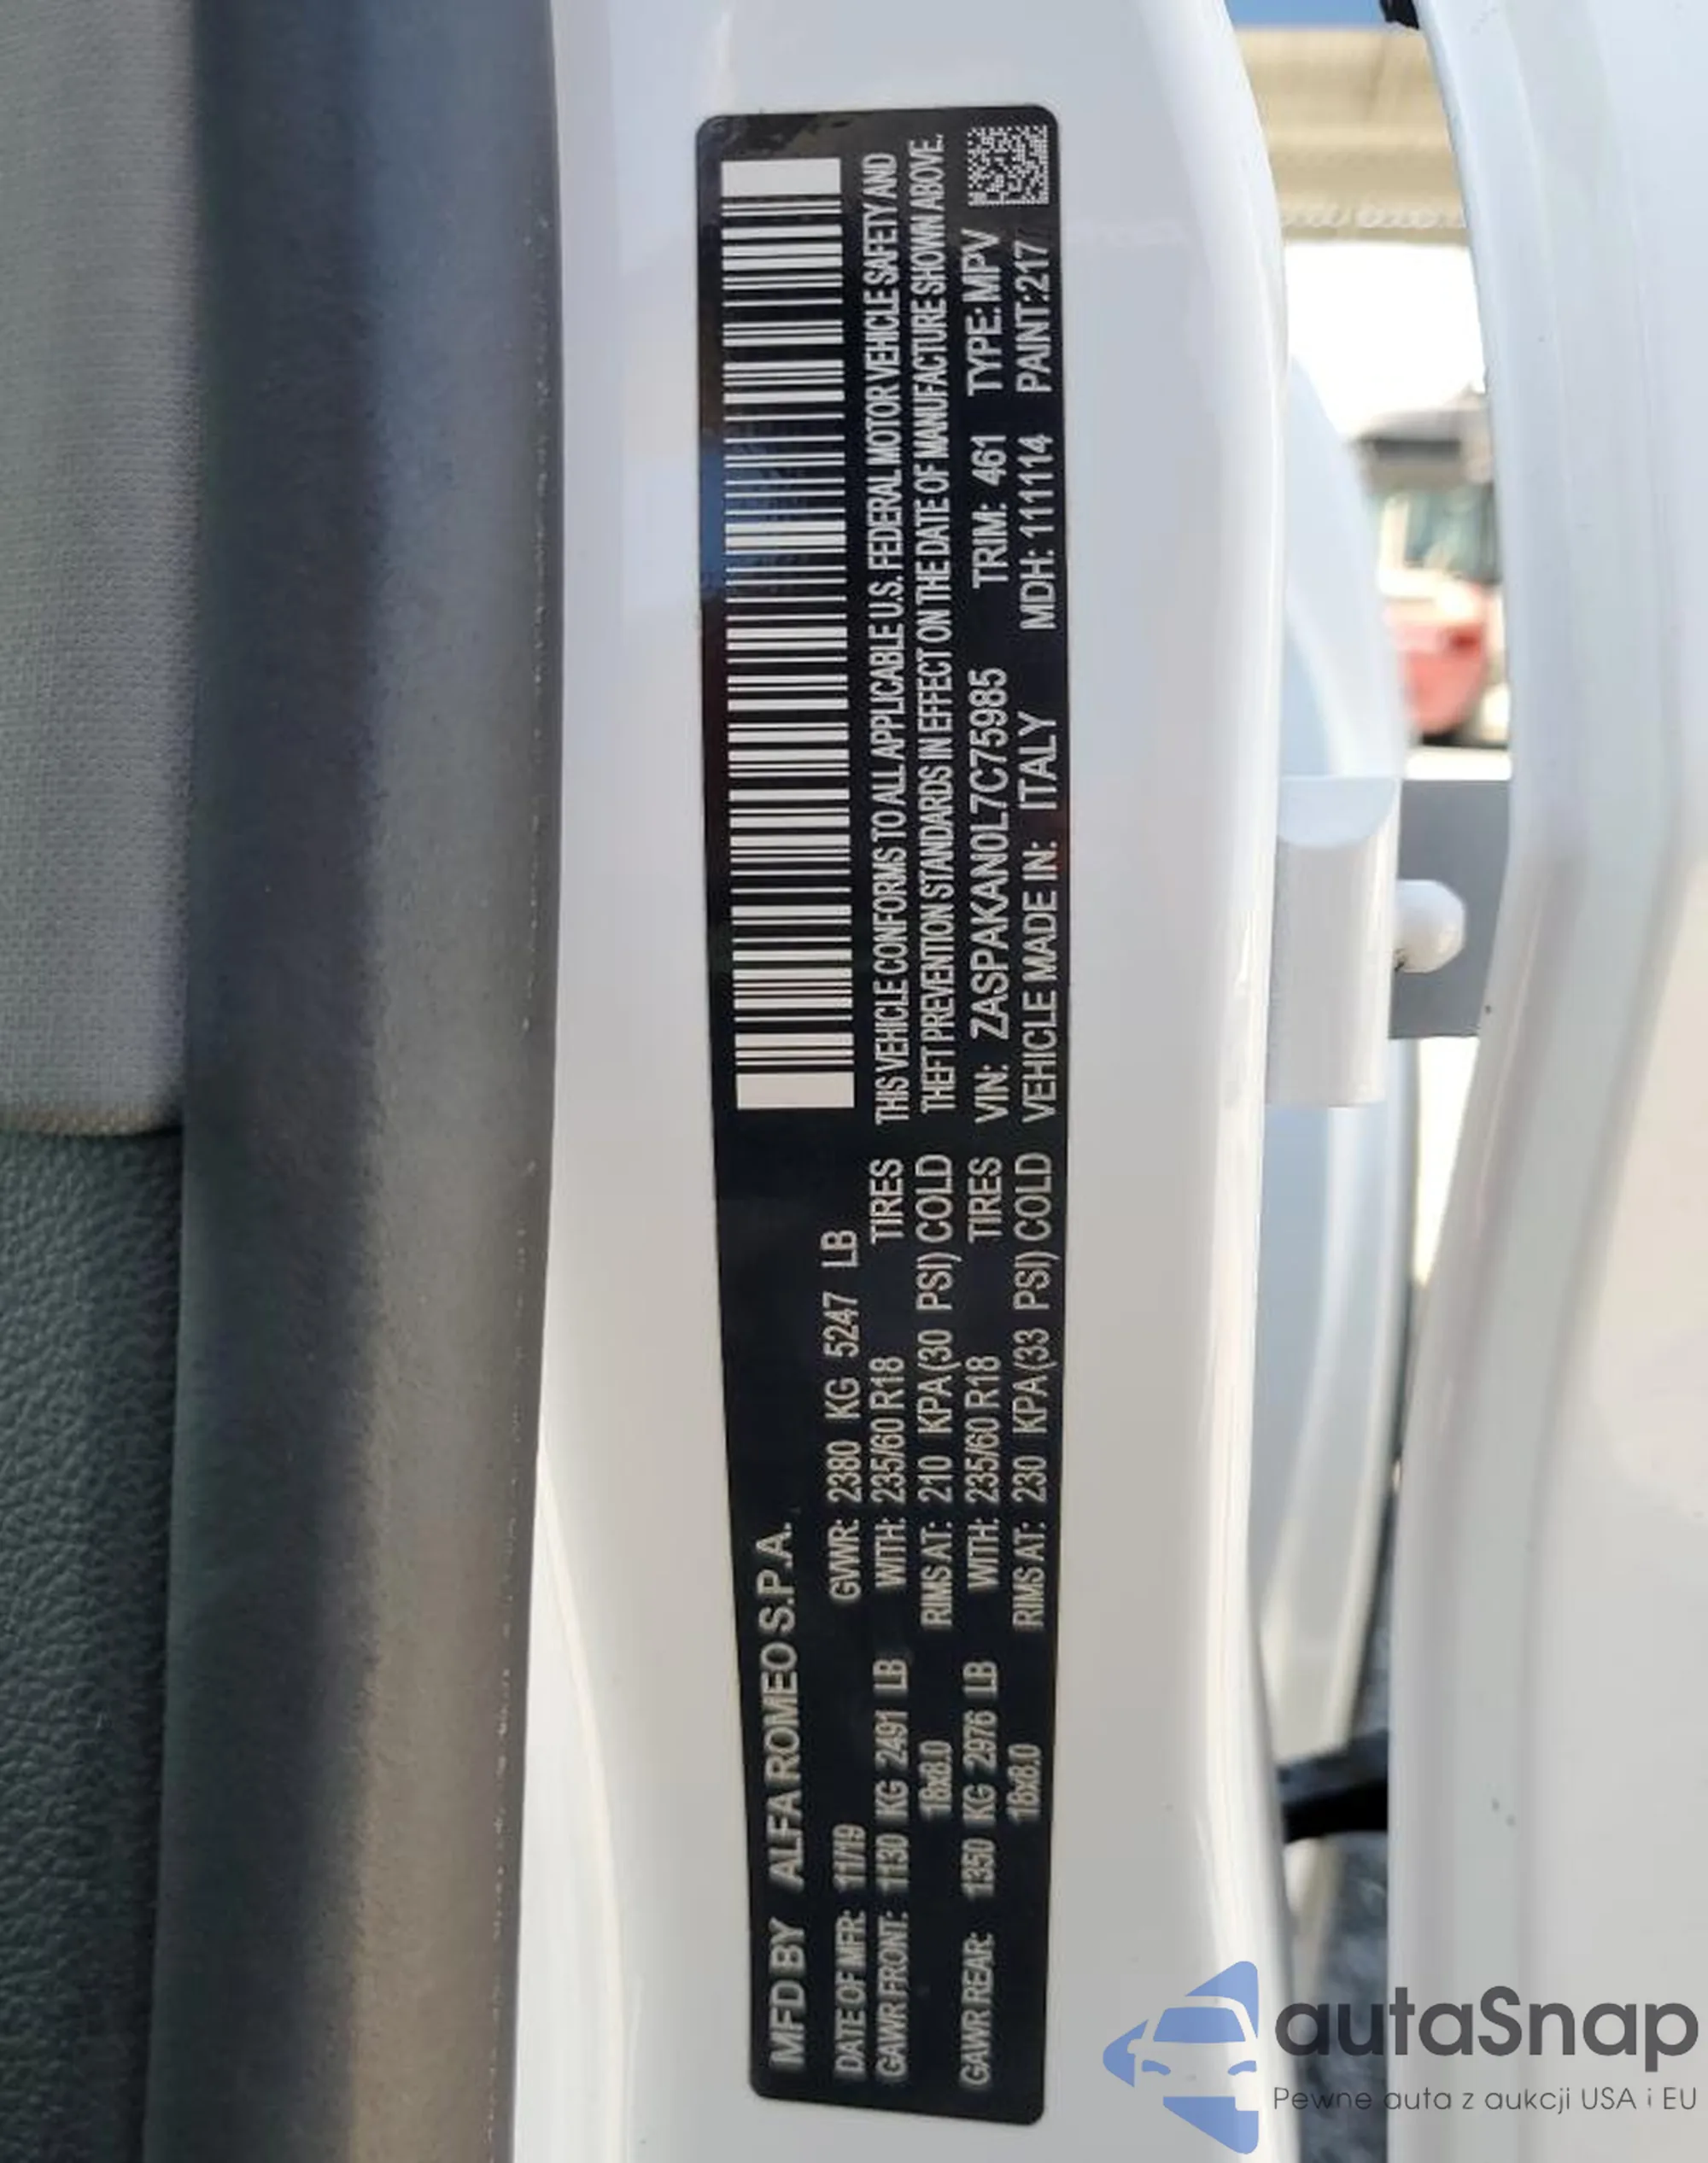 MFD BY ALFA ROMEO S.P.A.
DATE OF MFR: 11/19 GVWR: 2380 KG 5247 LB
GAWR FRONT: 1130 KG 2491 LB WITH: 235/60 R18 TIRES
18x8.0 RIMS AT: 210 KPA(30 PSI) COLD
GAWR REAR: 1350 KG 2976 LB WITH: 235/60 R18 TIRES
18x8.0 RIMS AT: 230 KPA(33 PSI) COLD
THIS VEHICLE CONFORMS TO ALL APPLICABLE U.S. FEDERAL MOTOR VEHICLE SAFETY AND
THEFT PREVENTION STANDARDS IN EFFECT ON THE DATE OF MANUFACTURE SHOWN ABOVE.
VIN: ZASPAKAN0L7C75985 TRIM: 461 TYPE: MPV
VEHICLE MADE IN: ITALY MDH: 111114 PAINT:217
autaSnap
Pewne auta z aukcji USA i EU